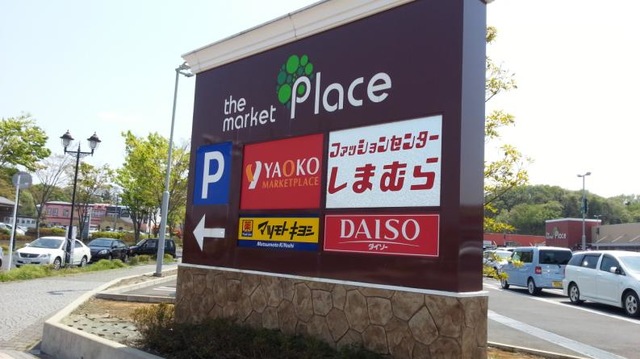 the
market Place
P
YAOKO
MARKETPLACE
ファッションセンター
しまむら
マツモトキヨシ
Matsumoto KiYoshi
DAISO
ダイソー
Place